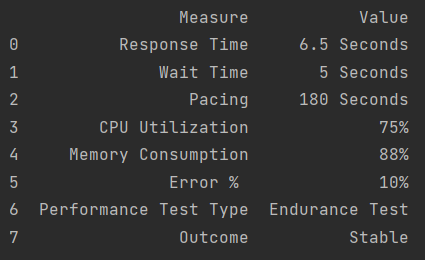 Measure Value
0 Response Time 6.5 Seconds
1 Wait Time 5 Seconds
2 Pacing 180 Seconds
3 CPU Utilization 75%
4 Memory Consumption 88%
5 Error % 10%
6 Performance Test Type Endurance Test
7 Outcome Stable